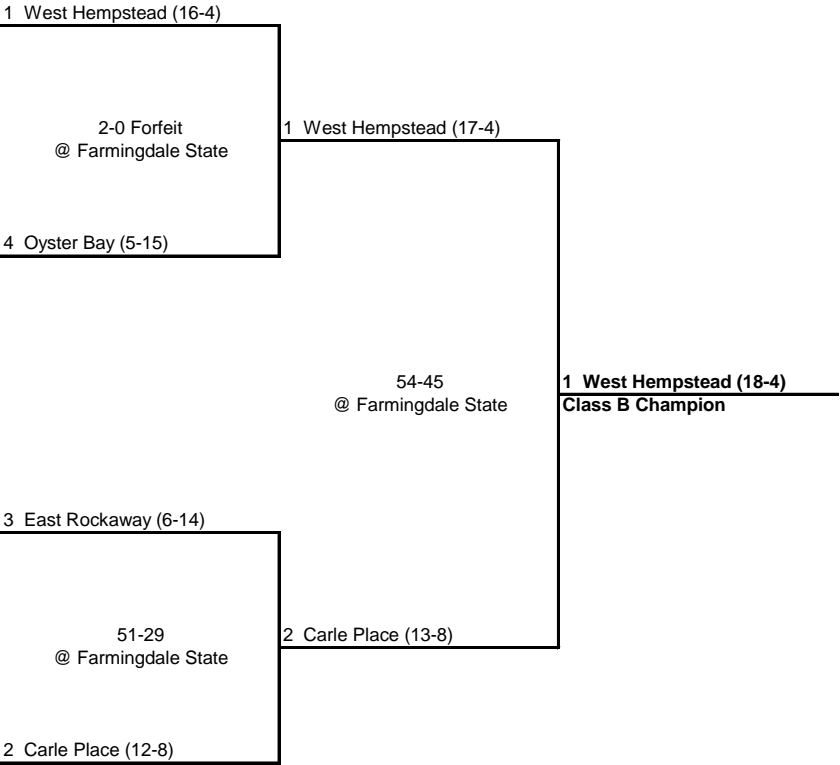 1 West Hempstead (16-4)
2-0 Forfeit
@ Farmingdale State
1 West Hempstead (17-4)
4 Oyster Bay (5-15)
54-45
@ Farmingdale State
1 West Hempstead (18-4)
Class B Champion
3 East Rockaway (6-14)
51-29
@ Farmingdale State
2 Carle Place (13-8)
2 Carle Place (12-8)